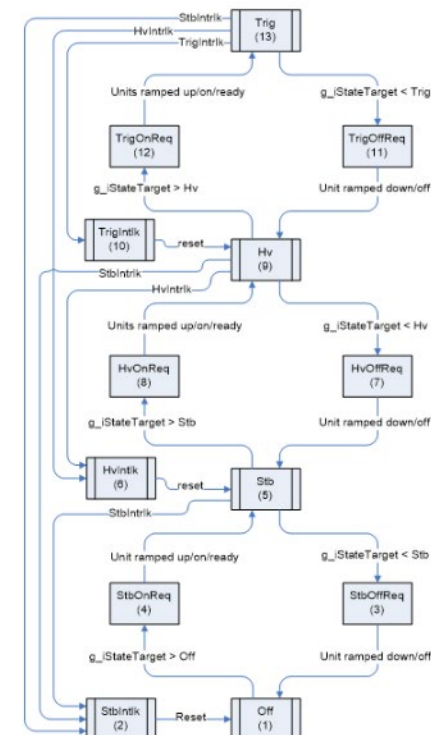 StbIntrlk
HvIntrlk
TrigIntrlk
Trig
(13)
Units ramped up/on/ready
g_iStateTarget < Trig
TrigOnReq
(12)
TrigOffReq
(11)
g_iStateTarget > Hv
Unit ramped down/off
TrigIntlk
(10)
reset
Hv
(9)
StbIntrlk
HvIntrlk
Units ramped up/on/ready
g_iStateTarget < Hv
HvOnReq
(8)
HvOffReq
(7)
g_iStateTarget > Stb
Unit ramped down/off
HvIntlk
(6)
reset
Stb
(5)
StbIntrlk
Unit ramped up/on/ready
g_iStateTarget < Stb
StbOnReq
(4)
StbOffReq
(3)
g_iStateTarget > Off
Unit ramped down/off
StbIntlk
(2)
Reset
Off
(1)